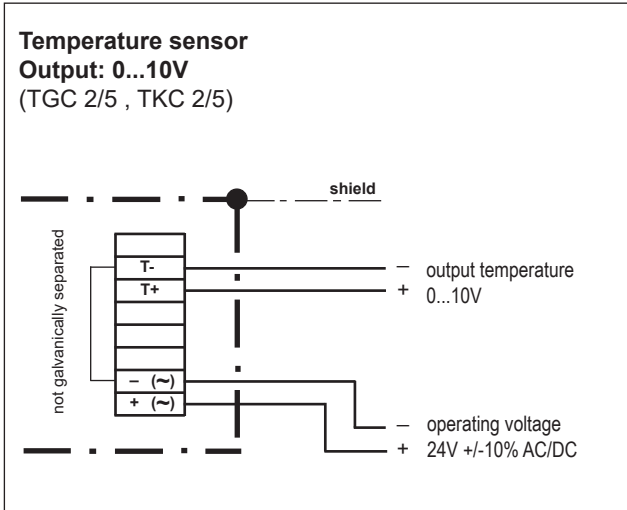 Temperature sensor
Output: 0...10V
(TGC 2/5 , TKC 2/5)
shield
not galvanically separated
T-
T+
– (~)
+ (~)
– output temperature
+ 0...10V
– operating voltage
+ 24V +/-10% AC/DC